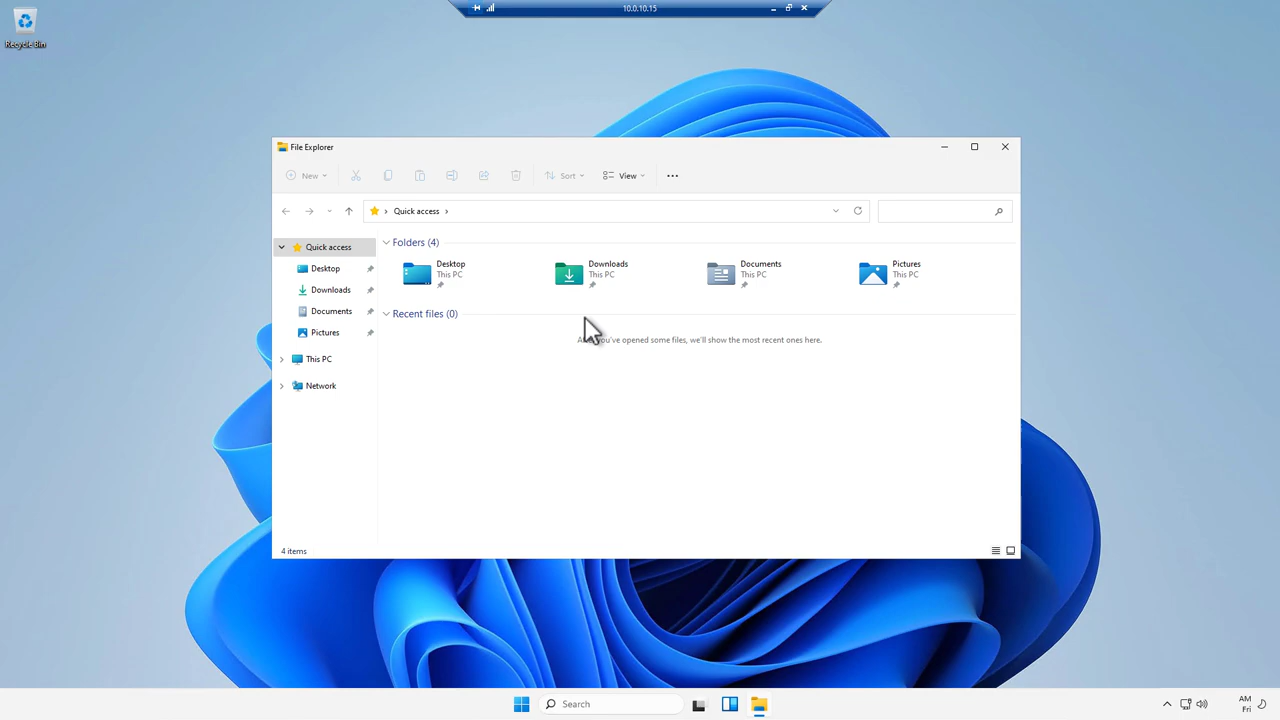 10.0.10.15
Recycle Bin
File Explorer
New
Sort
View
Quick access
Quick access
Desktop
Downloads
Documents
Pictures
This PC
Network
Folders (4)
Desktop
This PC
Downloads
This PC
Documents
This PC
Pictures
This PC
Recent files (0)
you've opened some files, we'll show the most recent ones here.
4 items
Search
AM
Fri